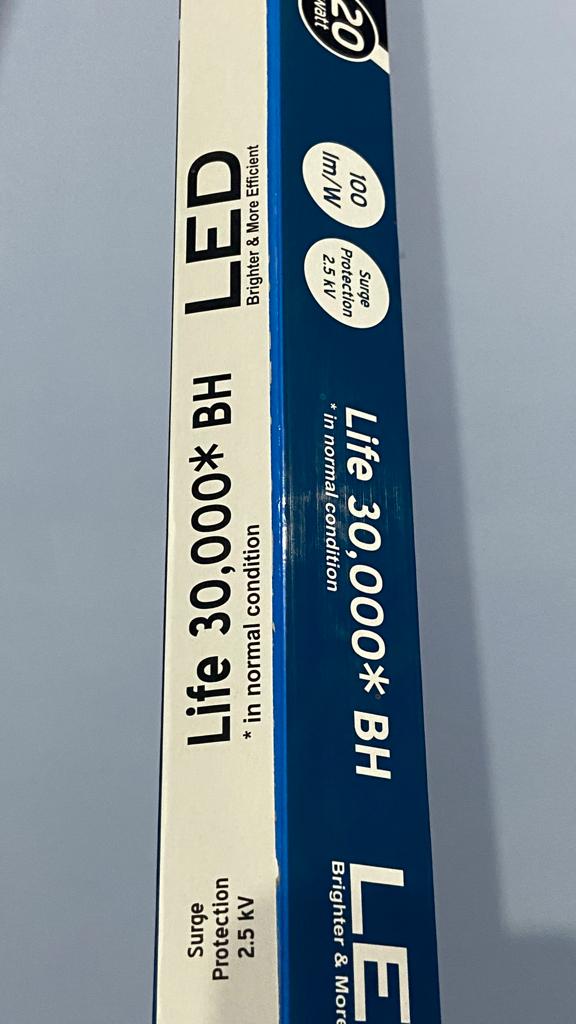 LED
Brighter & More Efficient
Life 30,000* BH
* in normal condition
Surge
Protection
2.5 kV
20
watt
100
lm/W
Surge
Protection
2.5 kV
Life 30,000* BH
* in normal condition
LE
Brighter & More